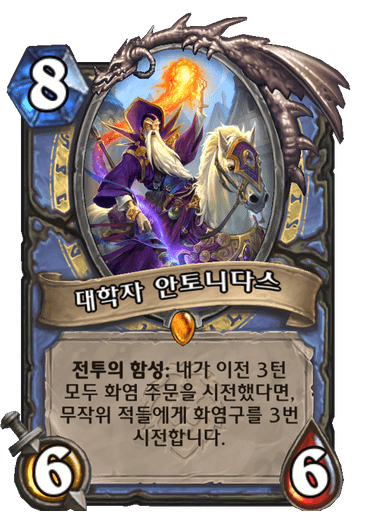 8
대학자 안토니다스
전투의 함성: 내가 이전 3턴
모두 화염 주문을 시전했다면,
무작위 적들에게 화염구를 3번
시전합니다.
6
6